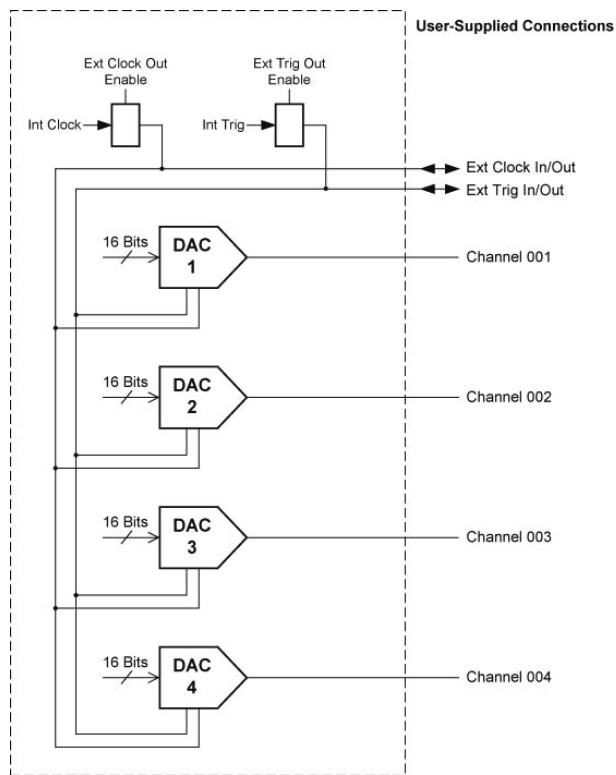 User-Supplied Connections
Ext Clock Out
Enable
Ext Trig Out
Enable
Int Clock
Int Trig
Ext Clock In/Out
Ext Trig In/Out
16 Bits
DAC
1
Channel 001
16 Bits
DAC
2
Channel 002
16 Bits
DAC
3
Channel 003
16 Bits
DAC
4
Channel 004